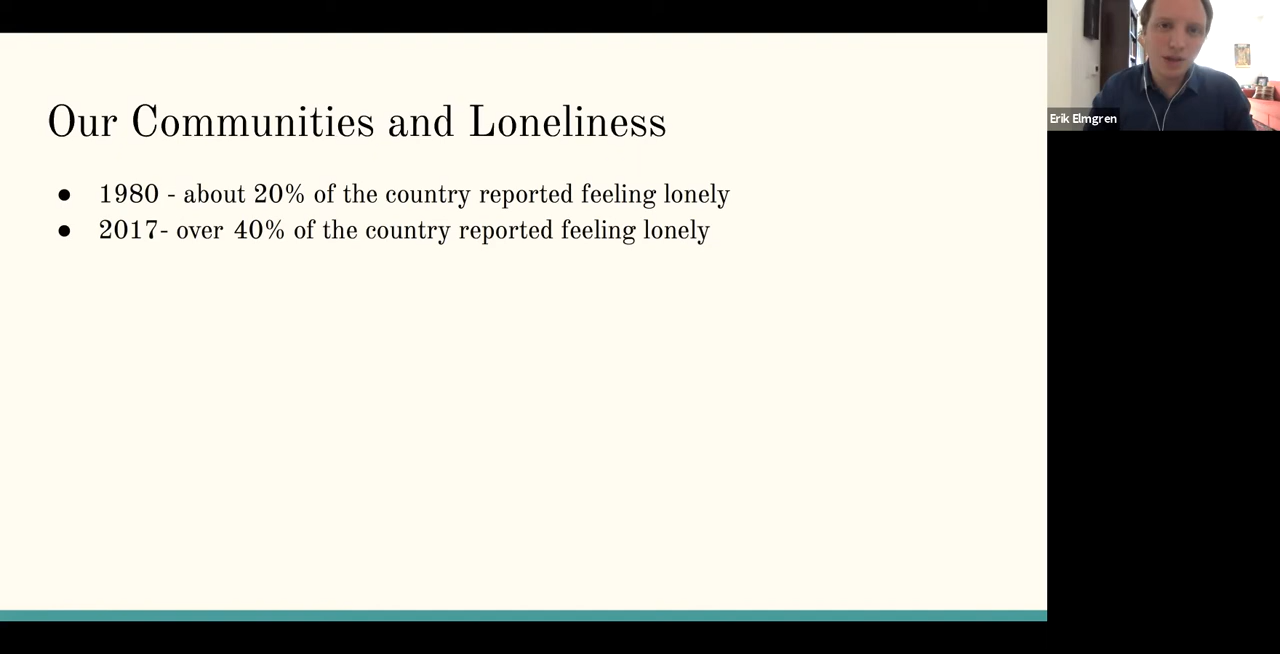 Our Communities and Loneliness
● 1980 - about 20% of the country reported feeling lonely
● 2017- over 40% of the country reported feeling lonely
Erik Elmgren